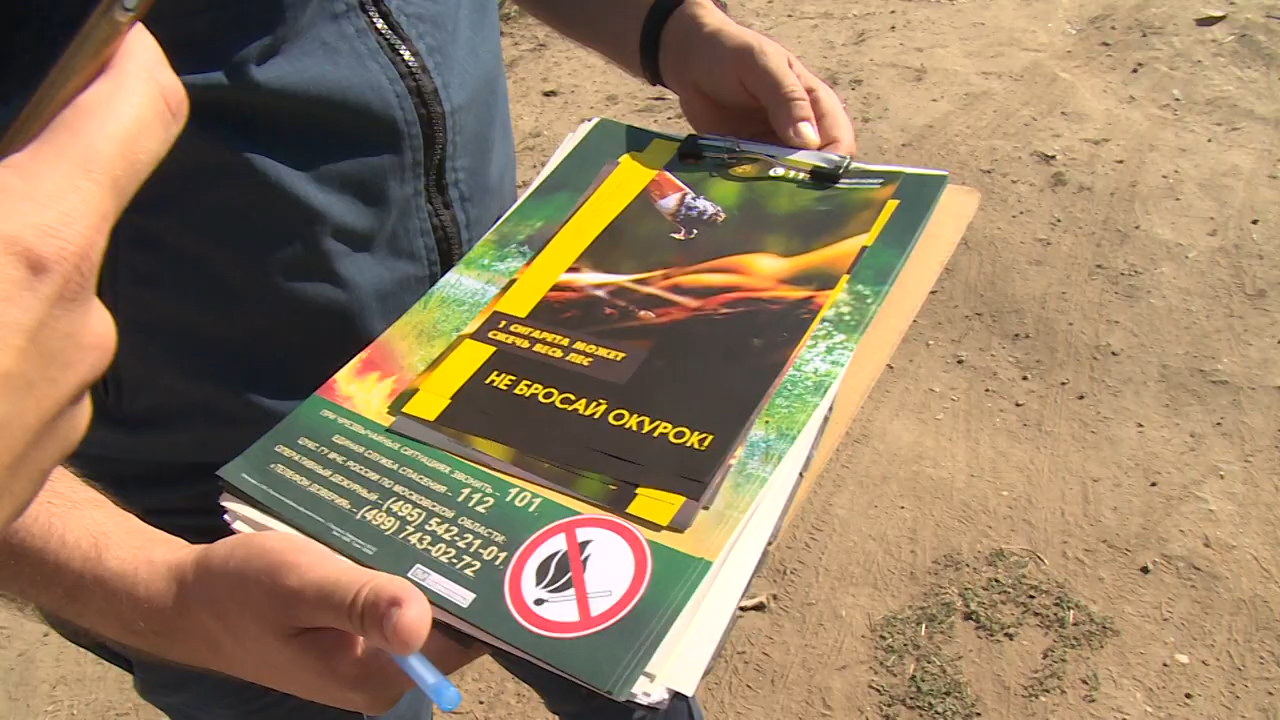 1 СИГАРЕТА МОЖЕТ
СЖЕЧЬ ВЕСЬ ЛЕС
НЕ БРОСАЙ ОКУРОК!
ПРИ ЧРЕЗВЫЧАЙНЫХ СИТУАЦИЯХ ЗВОНИТЬ - 101
ЕДИНАЯ СЛУЖБА СПАСЕНИЯ - 112
ЦУКС ГУ МЧС РОССИИ ПО МОСКОВСКОЙ ОБЛАСТИ:
ОПЕРАТИВНЫЙ ДЕЖУРНЫЙ - (495) 542-21-01,
«ТЕЛЕФОН ДОВЕРИЯ» - (499) 743-02-72